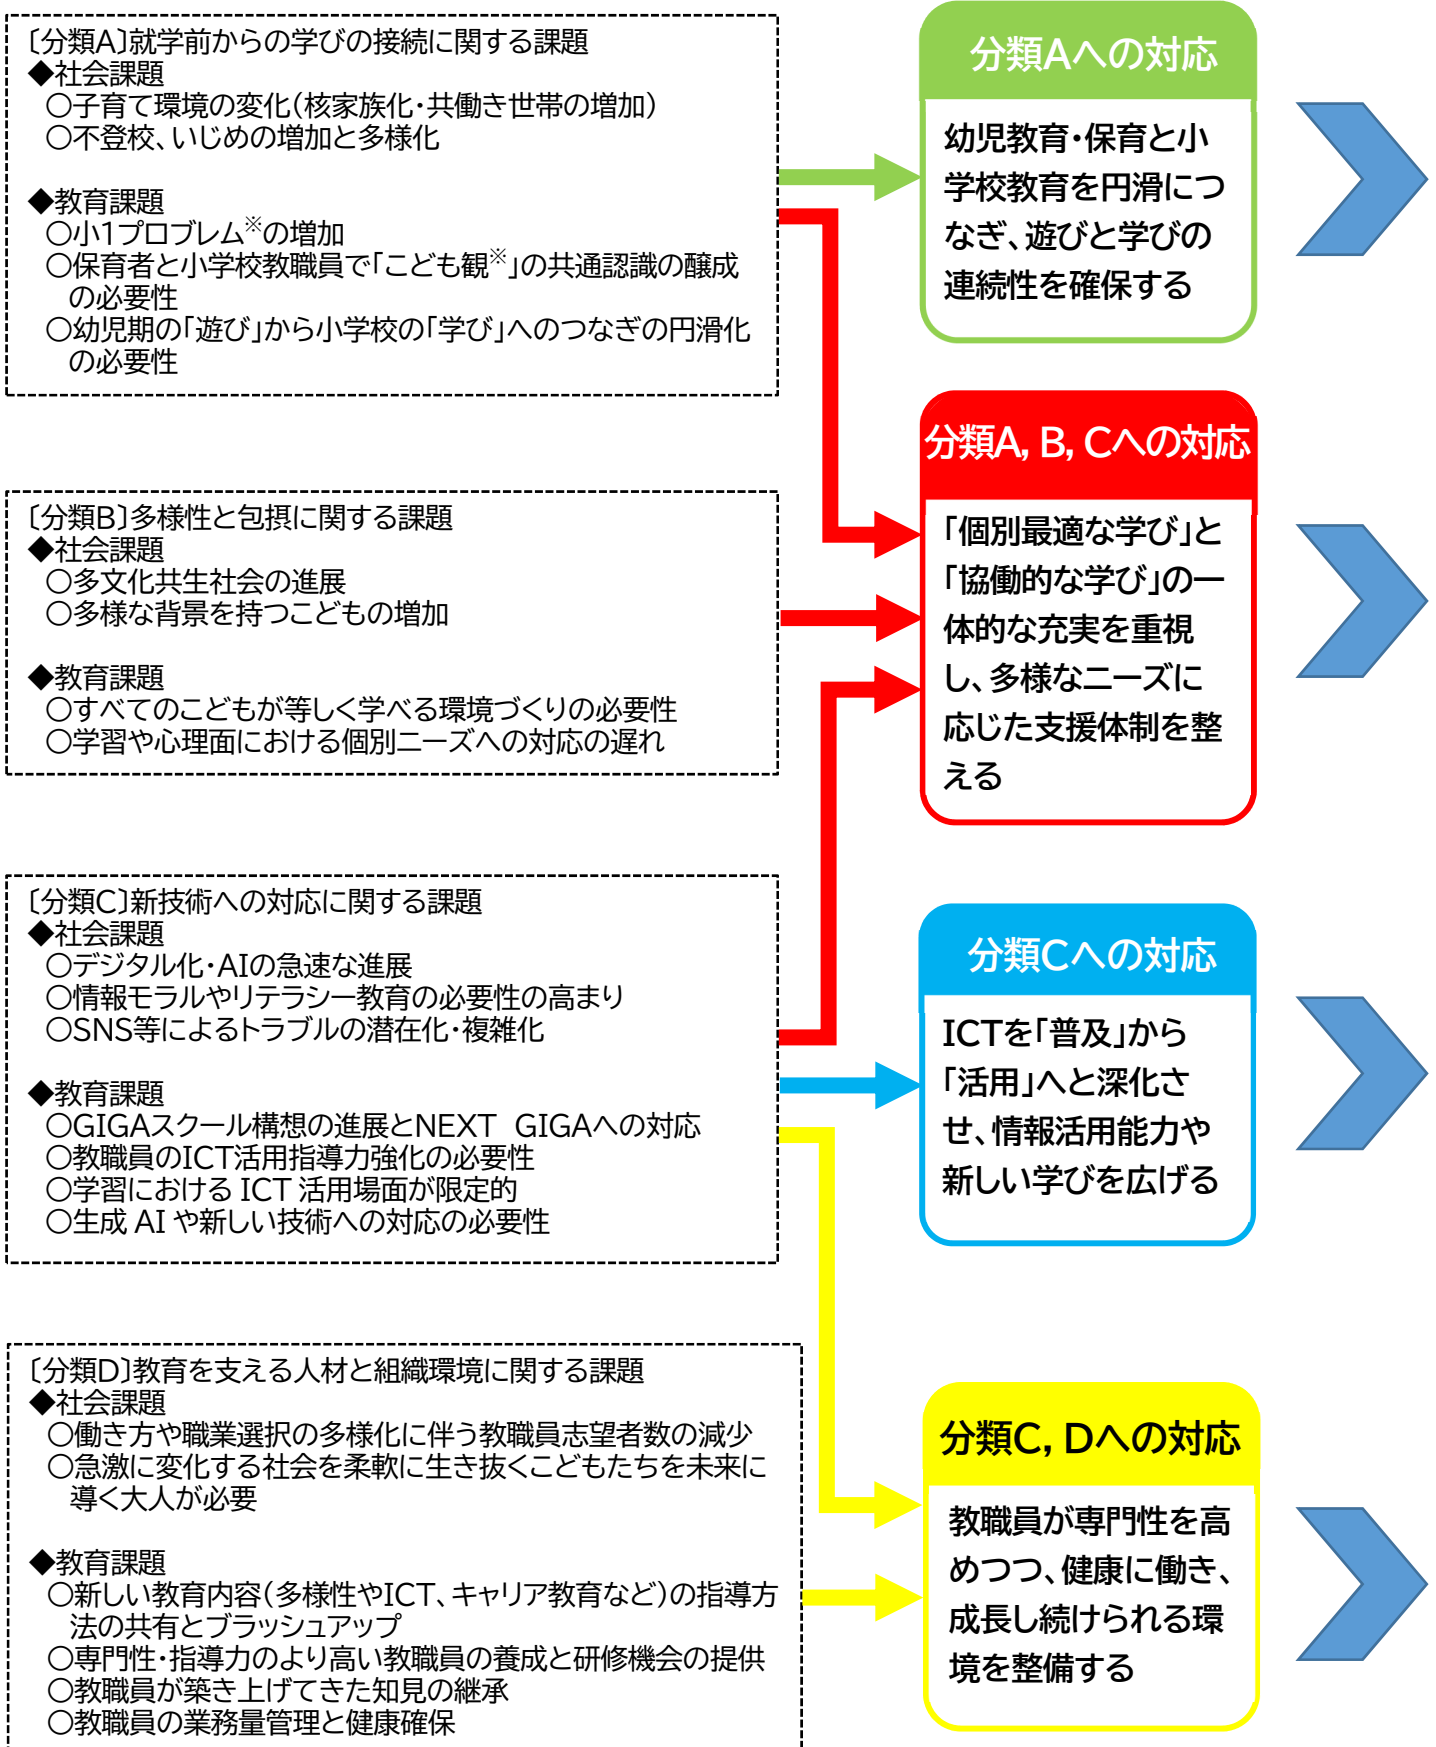 〔分類A〕就学前からの学びの接続に関する課題
◆社会課題
○子育て環境の変化(核家族化・共働き世帯の増加)
○不登校、いじめの増加と多様化
◆教育課題
○小1プロブレム※の増加
○保育者と小学校教職員で「こども観※」の共通認識の醸成
の必要性
○幼児期の「遊び」から小学校の「学び」へのつなぎの円滑化
の必要性
分類Aへの対応
幼児教育・保育と小
学校教育を円滑につ
なぎ、遊びと学びの
連続性を確保する
〔分類B〕多様性と包摂に関する課題
◆社会課題
○多文化共生社会の進展
○多様な背景を持つこどもの増加
◆教育課題
○すべてのこどもが等しく学べる環境づくりの必要性
○学習や心理面における個別ニーズへの対応の遅れ
分類A, B, Cへの対応
「個別最適な学び」と
「協働的な学び」の一
体的な充実を重視
し、多様なニーズに
応じた支援体制を整
える
〔分類C〕新技術への対応に関する課題
◆社会課題
○デジタル化・AIの急速な進展
○情報モラルやリテラシー教育の必要性の高まり
○SNS等によるトラブルの潜在化・複雑化
◆教育課題
○GIGAスクール構想の進展とNEXT GIGAへの対応
○教職員のICT活用指導力強化の必要性
○学習における ICT 活用場面が限定的
○生成 AI や新しい技術への対応の必要性
分類Cへの対応
ICTを「普及」から
「活用」へと深化さ
せ、情報活用能力や
新しい学びを広げる
〔分類D〕教育を支える人材と組織環境に関する課題
◆社会課題
○働き方や職業選択の多様化に伴う教職員志望者数の減少
○急激に変化する社会を柔軟に生き抜くこどもたちを未来に
導く大人が必要
◆教育課題
○新しい教育内容(多様性やICT、キャリア教育など)の指導方
法の共有とブラッシュアップ
○専門性・指導力のより高い教職員の養成と研修機会の提供
○教職員が築き上げてきた知見の継承
○教職員の業務量管理と健康確保
分類C, Dへの対応
教職員が専門性を高
めつつ、健康に働き、
成長し続けられる環
境を整備する